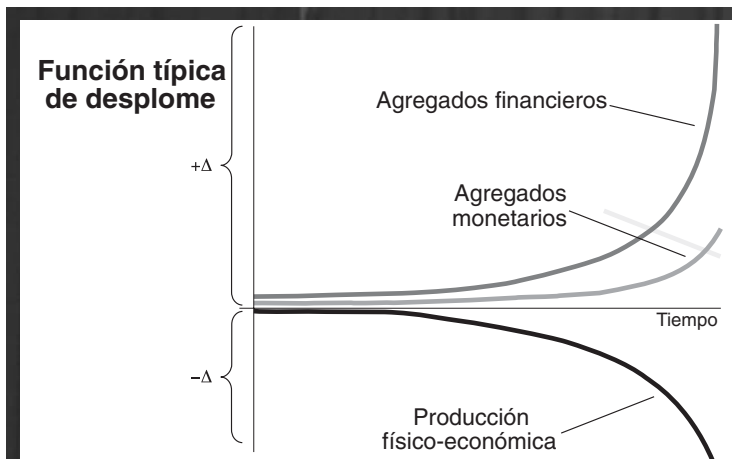 Función típica
de desplome
Agregados financieros
+Δ
Agregados
monetarios
Tiempo
−Δ
Producción
físico-económica